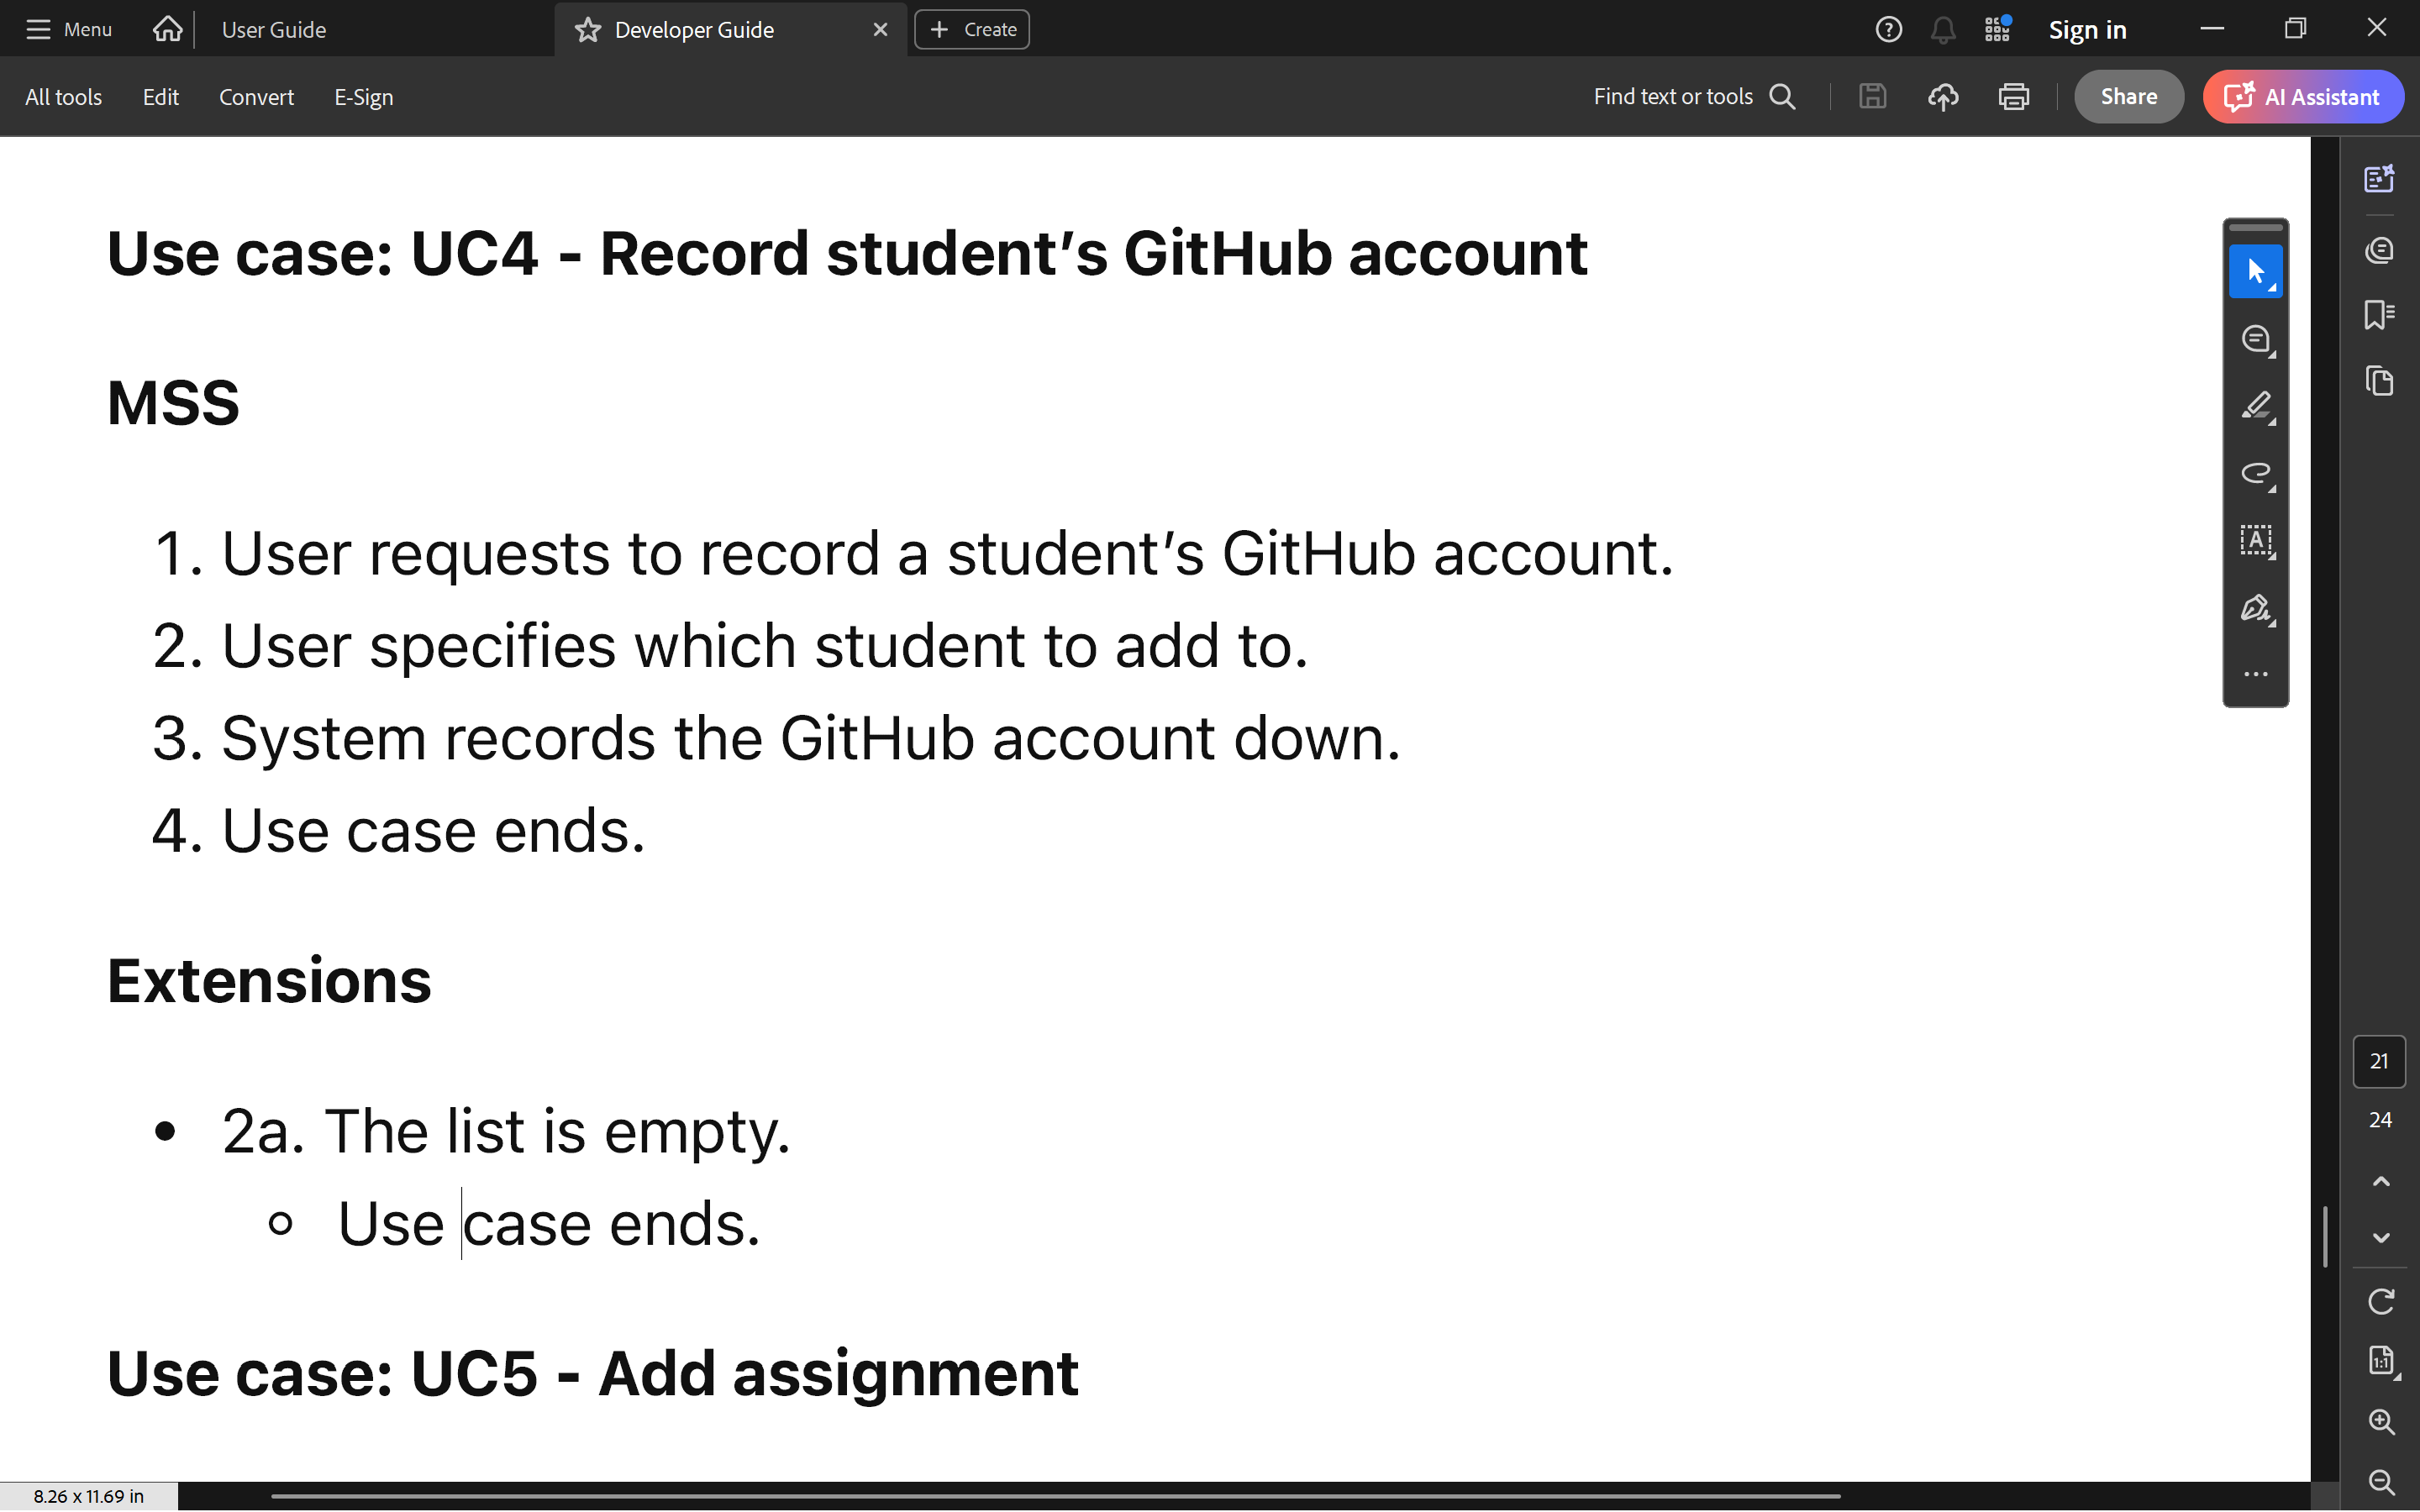 Menu User Guide Developer Guide Create Sign in
All tools Edit Convert E-Sign Find text or tools Share AI Assistant
Use case: UC4 - Record student’s GitHub account
MSS
1. User requests to record a student’s GitHub account.
2. User specifies which student to add to.
3. System records the GitHub account down.
4. Use case ends.
Extensions
• 2a. The list is empty.
○ Use case ends.
Use case: UC5 - Add assignment
21
24
1:1
8.26 x 11.69 in